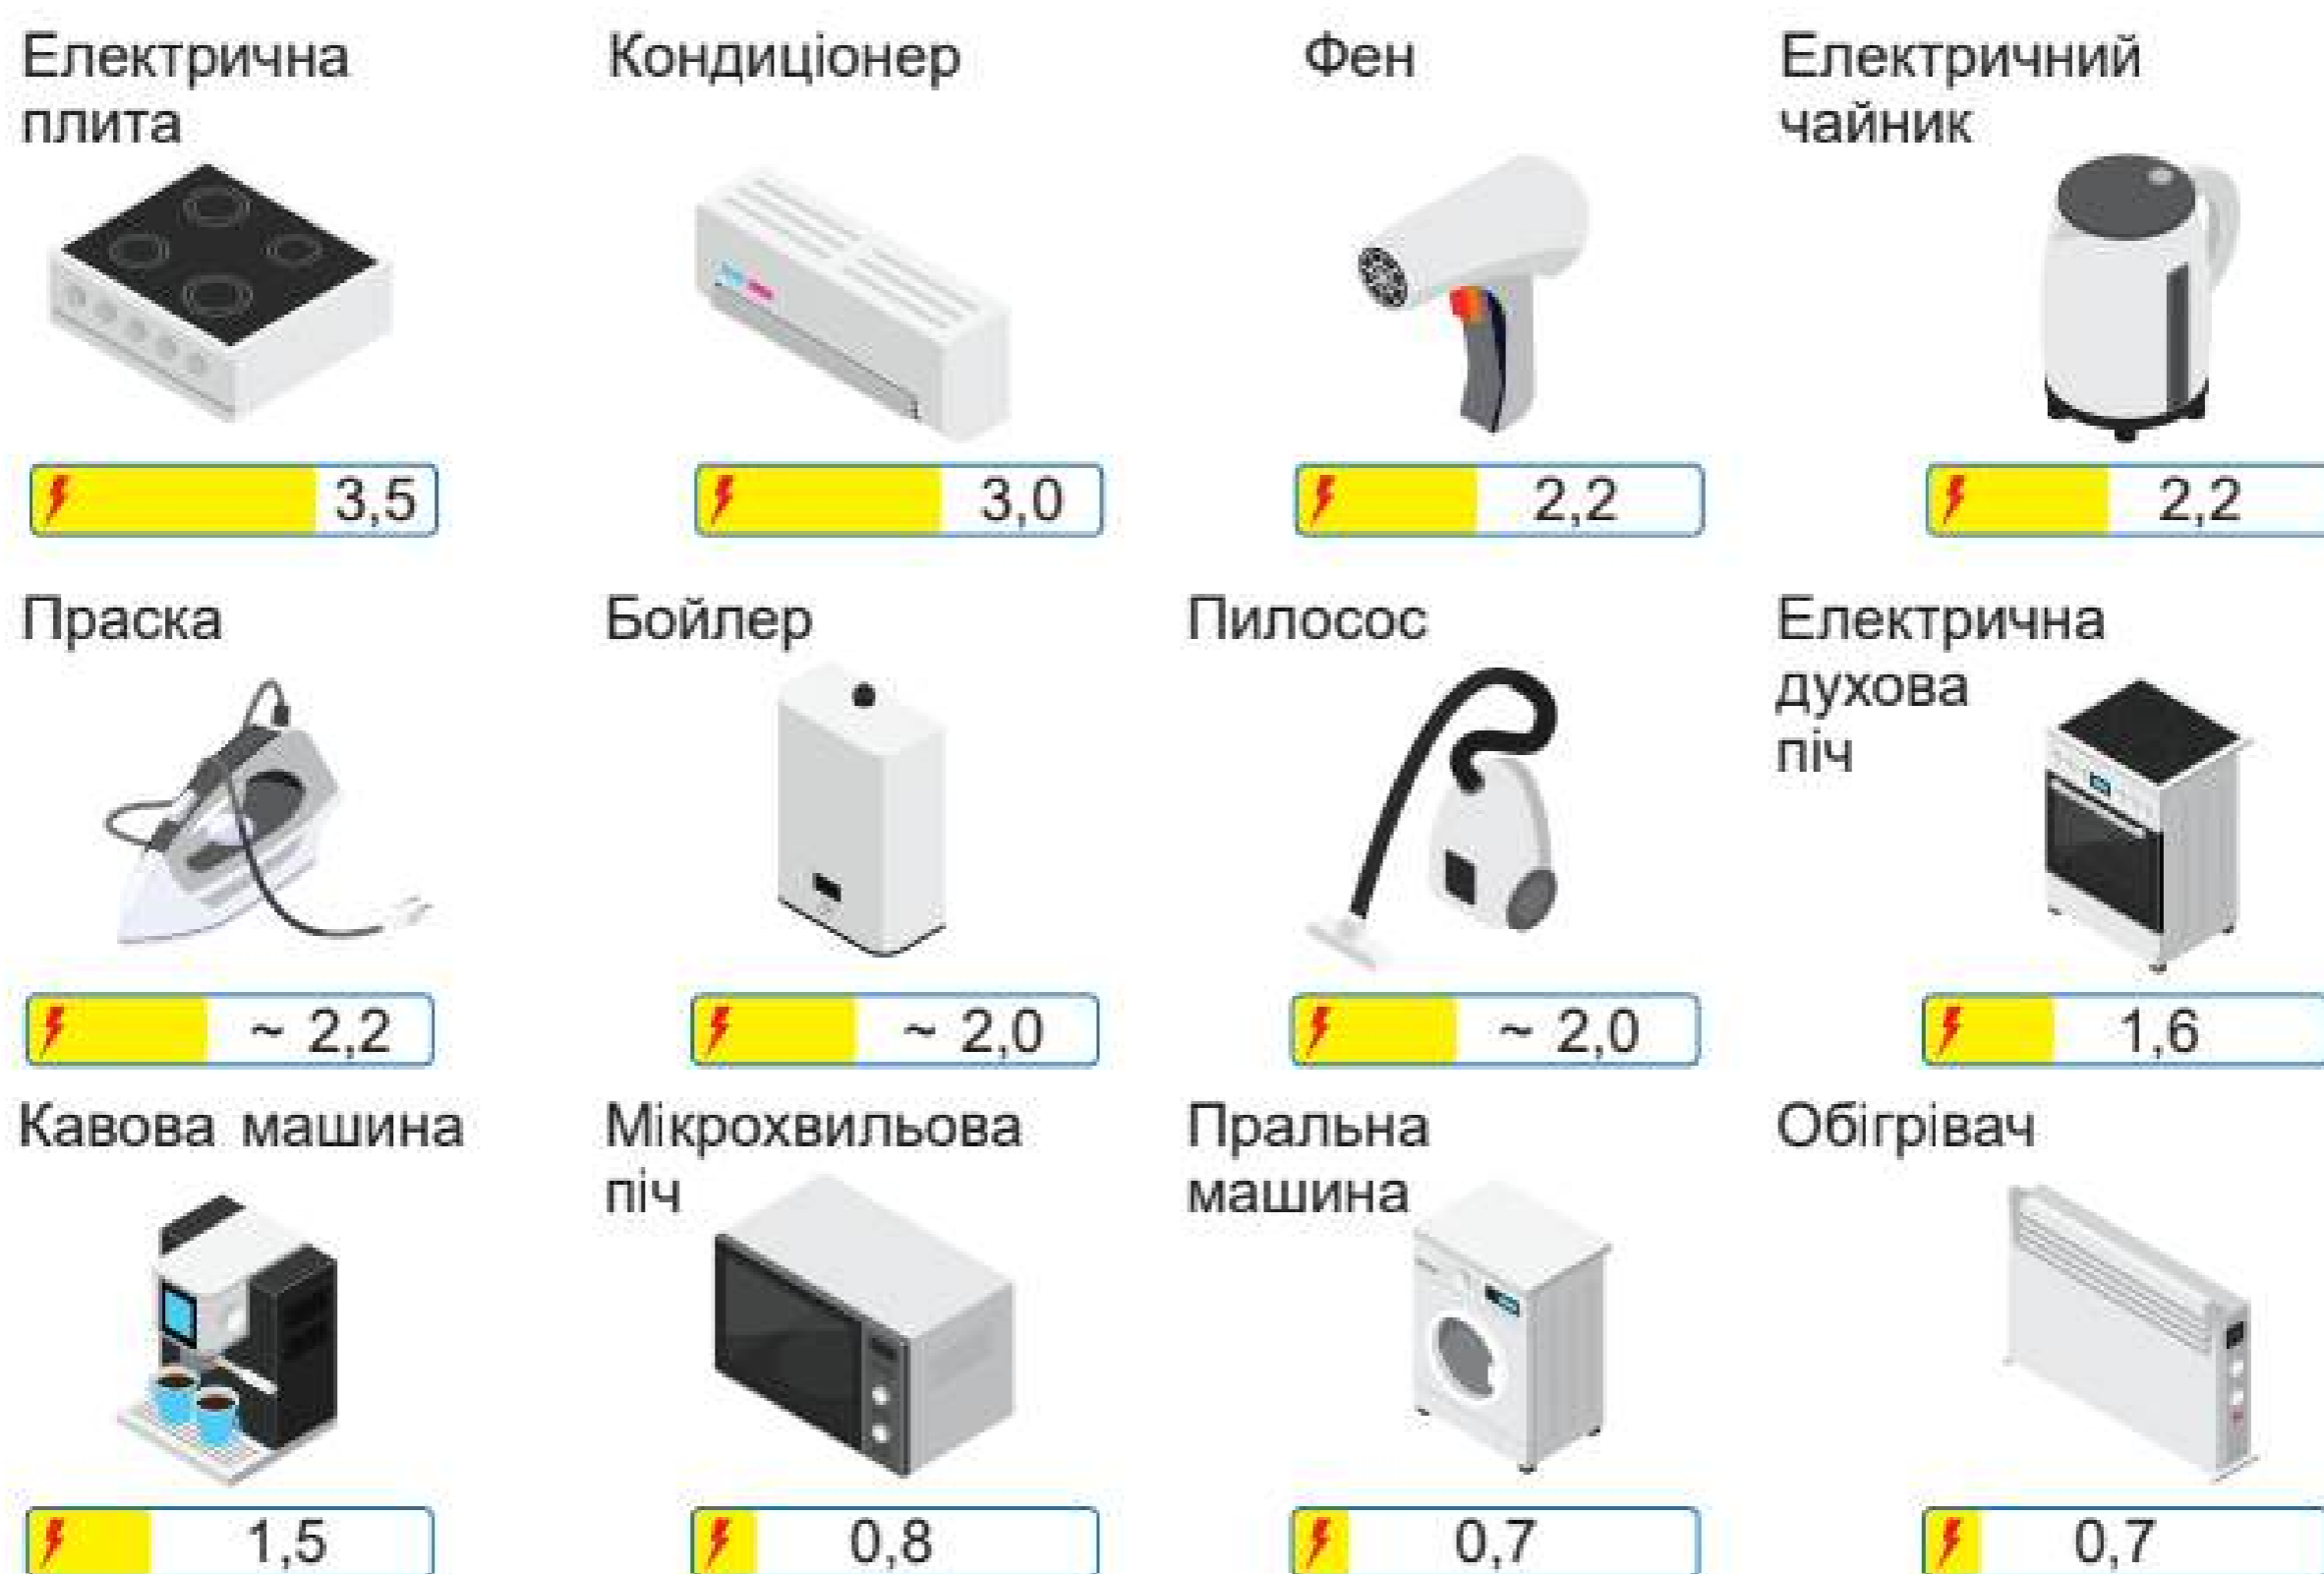 Електрична
плита
Кондиціонер
Фен
Електричний
чайник
3,5
3,0
2,2
2,2
Праска
Бойлер
Пилосос
Електрична
духова
піч
~ 2,2
~ 2,0
~ 2,0
1,6
Кавова машина
Мікрохвильова
піч
Пральна
машина
Обігрівач
1,5
0,8
0,7
0,7